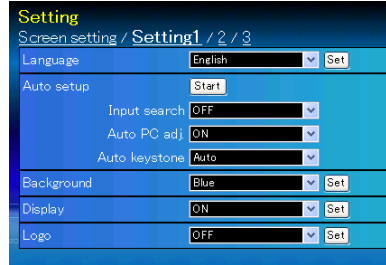 Setting
Screen setting / Setting1 / 2 / 3
Language English Set
Auto setup Start
Input search OFF
Auto PC adj. ON
Auto keystone Auto
Background Blue Set
Display ON Set
Logo OFF Set